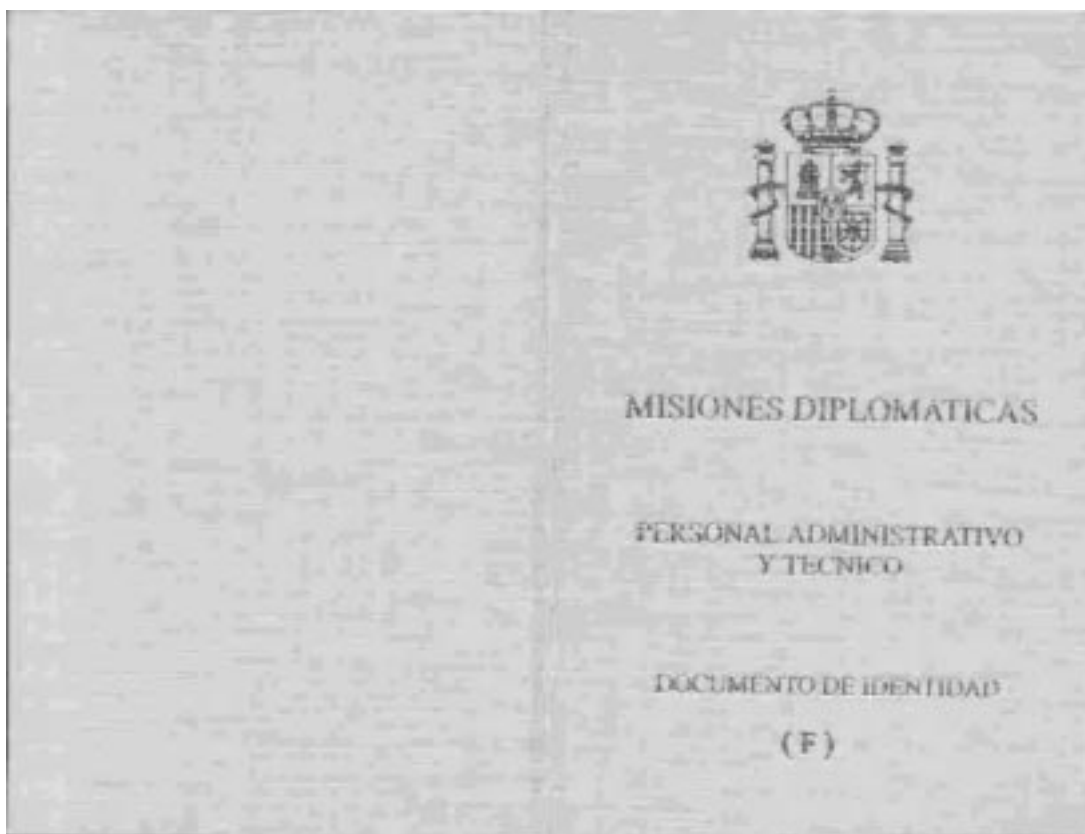 MISIONES DIPLOMATICAS
PERSONAL ADMINISTRATIVO
Y TECNICO
DOCUMENTO DE IDENTIDAD
( F )